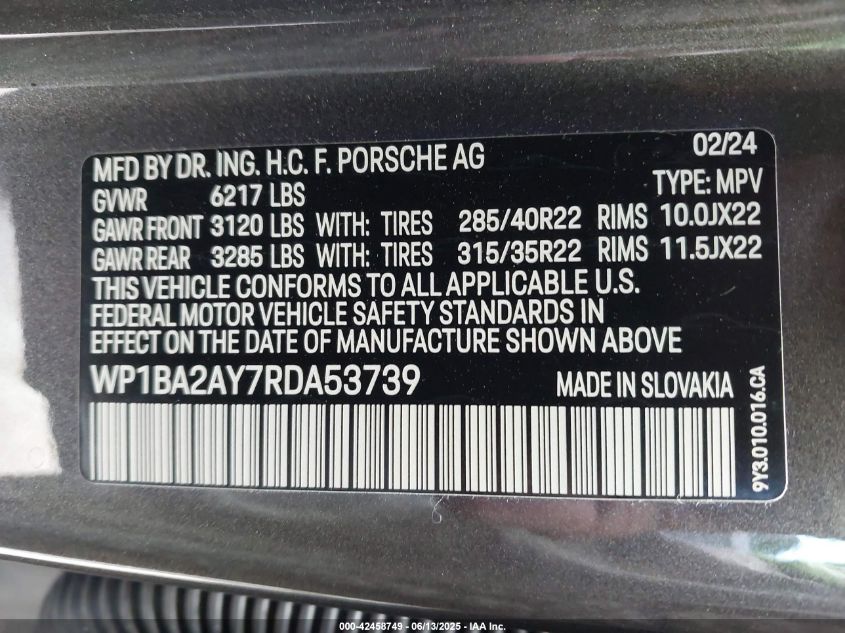 02/24
MFD BY DR. ING. H.C. F. PORSCHE AG
GVWR 6217 LBS TYPE: MPV
GAWR FRONT 3120 LBS WITH: TIRES 285/40R22 RIMS 10.0JX22
GAWR REAR 3285 LBS WITH: TIRES 315/35R22 RIMS 11.5JX22
THIS VEHICLE CONFORMS TO ALL APPLICABLE U.S.
FEDERAL MOTOR VEHICLE SAFETY STANDARDS IN
EFFECT ON THE DATE OF MANUFACTURE SHOWN ABOVE
WP1BA2AY7RDA53739 MADE IN SLOVAKIA
9Y3.010.016.CA
000-42458749 - 06/13/2025 - IAA Inc.